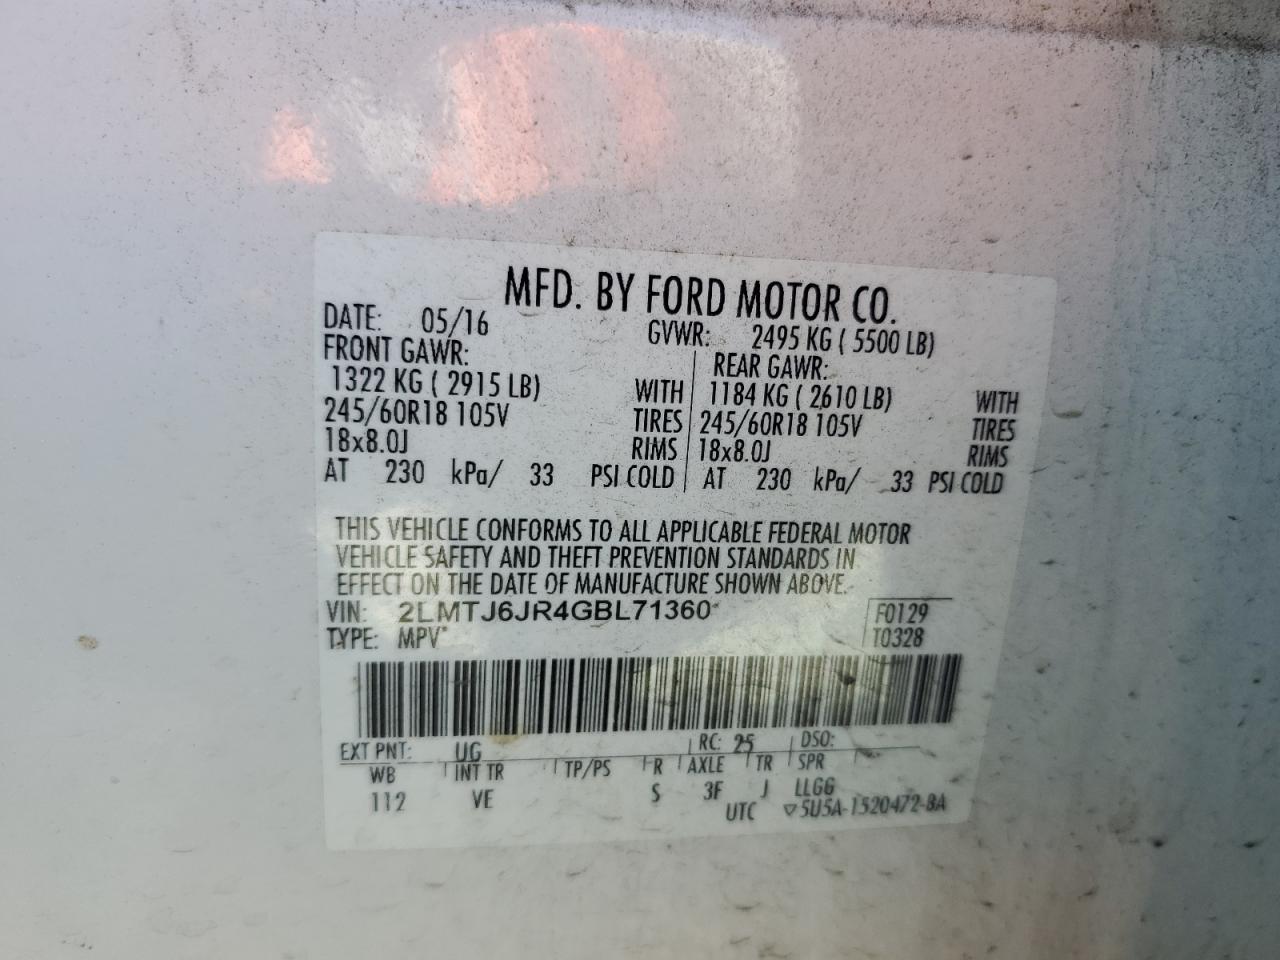 MFD. BY FORD MOTOR CO.
DATE: 05/16 GVWR: 2495 KG ( 5500 LB)
FRONT GAWR: REAR GAWR:
1322 KG ( 2915 LB) WITH 1184 KG ( 2610 LB) WITH
245/60R18 105V TIRES 245/60R18 105V TIRES
18x8.0J RIMS 18x8.0J RIMS
AT 230 kPa/ 33 PSI COLD AT 230 kPa/ 33 PSI COLD
THIS VEHICLE CONFORMS TO ALL APPLICABLE FEDERAL MOTOR
VEHICLE SAFETY AND THEFT PREVENTION STANDARDS IN
EFFECT ON THE DATE OF MANUFACTURE SHOWN ABOVE.
VIN: 2LMTJ6JR4GBL71360 F0129
TYPE: MPV T0328
EXT PNT: UG RC: 25 DSO:
WB INT TR TP/PS R AXLE TR SPR
112 VE S 3F J LLGG
UTC ▽5U5A-1520472-BA